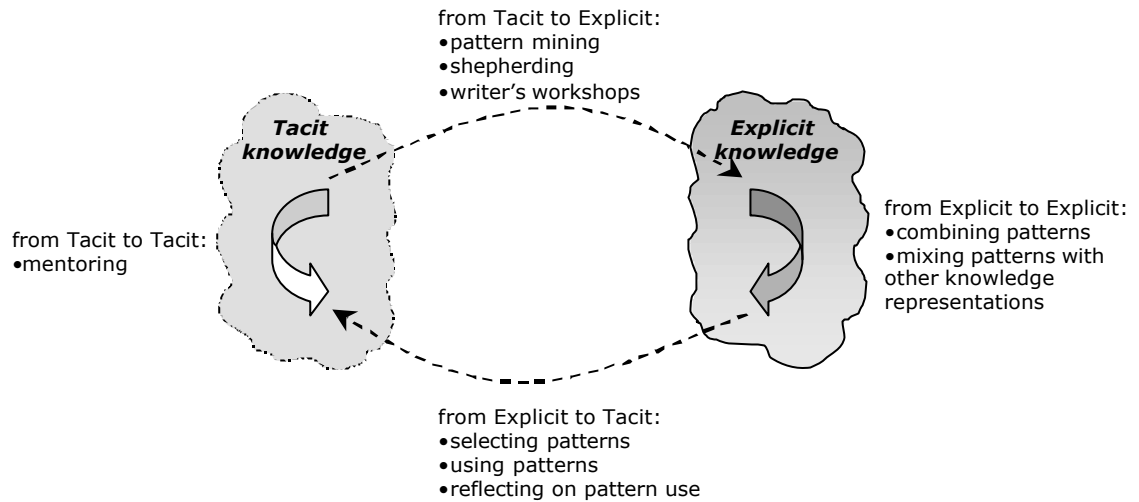 from Tacit to Explicit:
•pattern mining
•shepherding
•writer's workshops
Tacit
knowledge
Explicit
knowledge
from Tacit to Tacit:
•mentoring
from Explicit to Explicit:
•combining patterns
•mixing patterns with
other knowledge
representations
from Explicit to Tacit:
•selecting patterns
•using patterns
•reflecting on pattern use